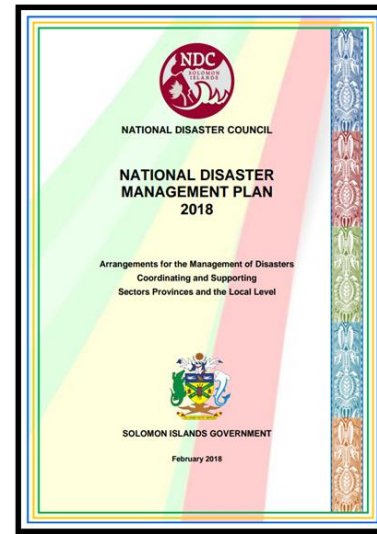 NDC
SOLOMON
ISLANDS
NATIONAL DISASTER COUNCIL
NATIONAL DISASTER
MANAGEMENT PLAN
2018
Arrangements for the Management of Disasters
Coordinating and Supporting
Sectors Provinces and the Local Level
SOLOMON ISLANDS GOVERNMENT
February 2018